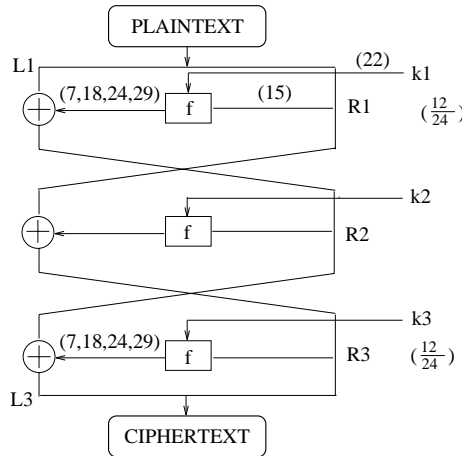 PLAINTEXT
L1
(22)
k1
(7,18,24,29)
f
(15)
R1
(12/24)
k2
f
R2
k3
(7,18,24,29)
f
R3
(12/24)
L3
CIPHERTEXT